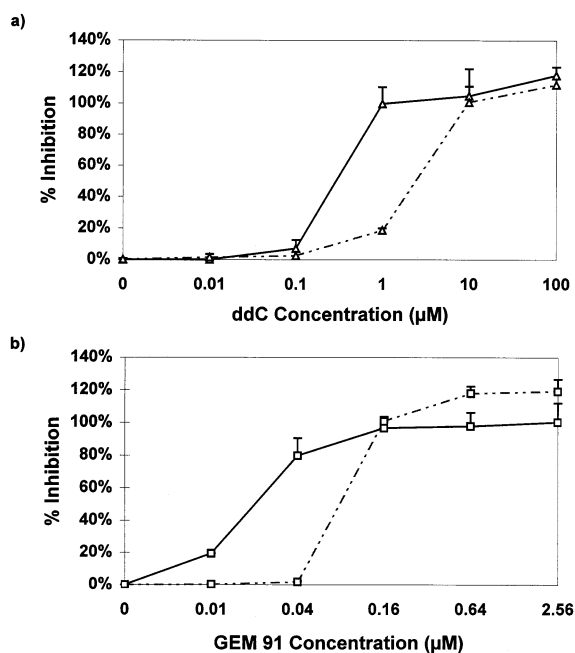 a)
140%
120%
100%
80%
60%
40%
20%
0%
% Inhibition
0 0.01 0.1 1 10 100
ddC Concentration (µM)
b)
140%
120%
100%
80%
60%
40%
20%
0%
% Inhibition
0 0.01 0.04 0.16 0.64 2.56
GEM 91 Concentration (µM)